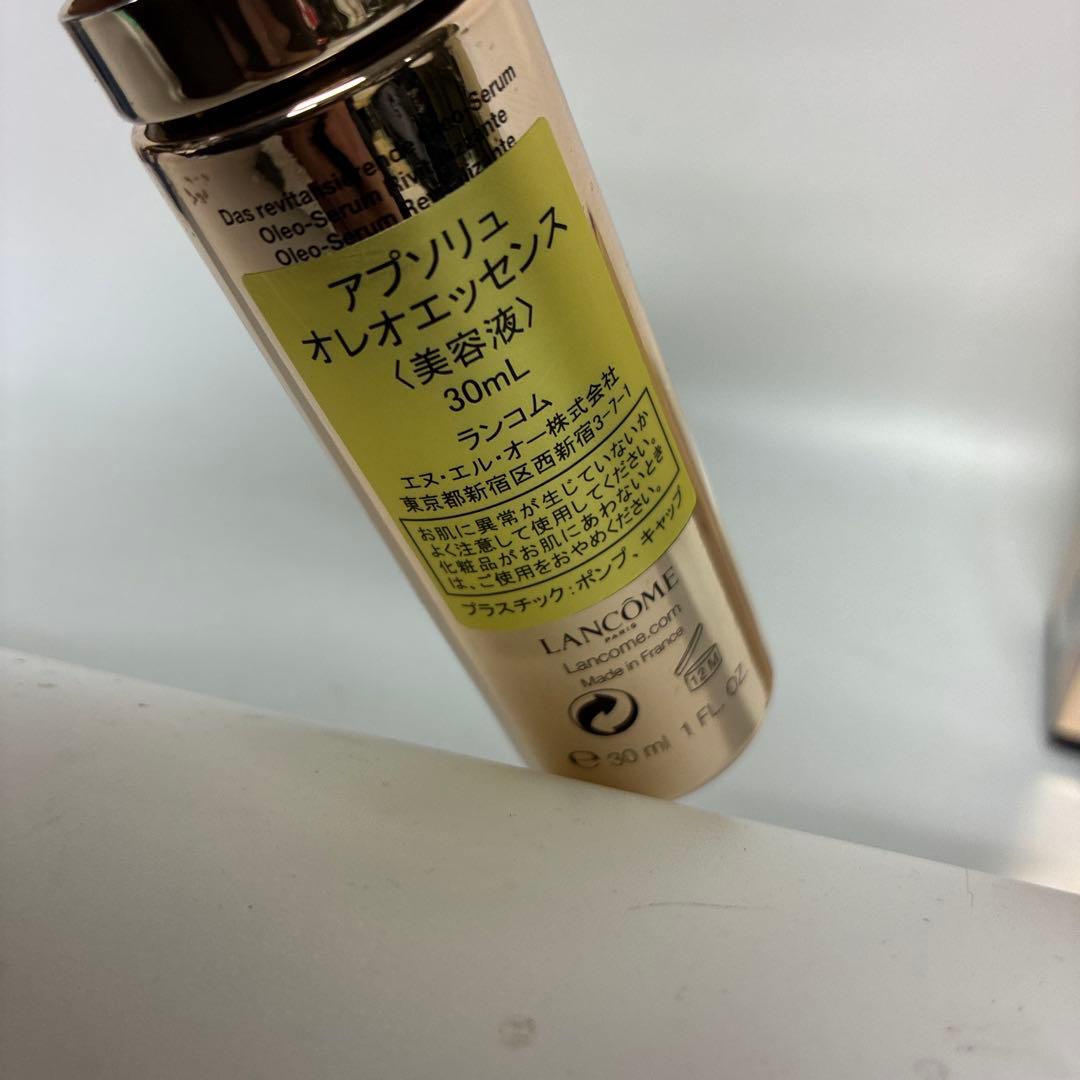 Das revitalisierende Oleo-Serum
Oleo-Serum Rivitalizzante
Oleo-Serum Revitalizante
アプソリュ
オレオエッセンス
〈美容液〉
30mL
ランコム
エヌ・エル・オー株式会社
東京都新宿区西新宿3-7-1
お肌に異常が生じていないか
よく注意して使用してください。
化粧品がお肌にあわないとき
は、ご使用をおやめください。
プラスチック:ポンプ、キャップ
LANCÔME
PARIS
Lancome.com
Made in France
12 M
℮ 30 ml 1 FL. OZ